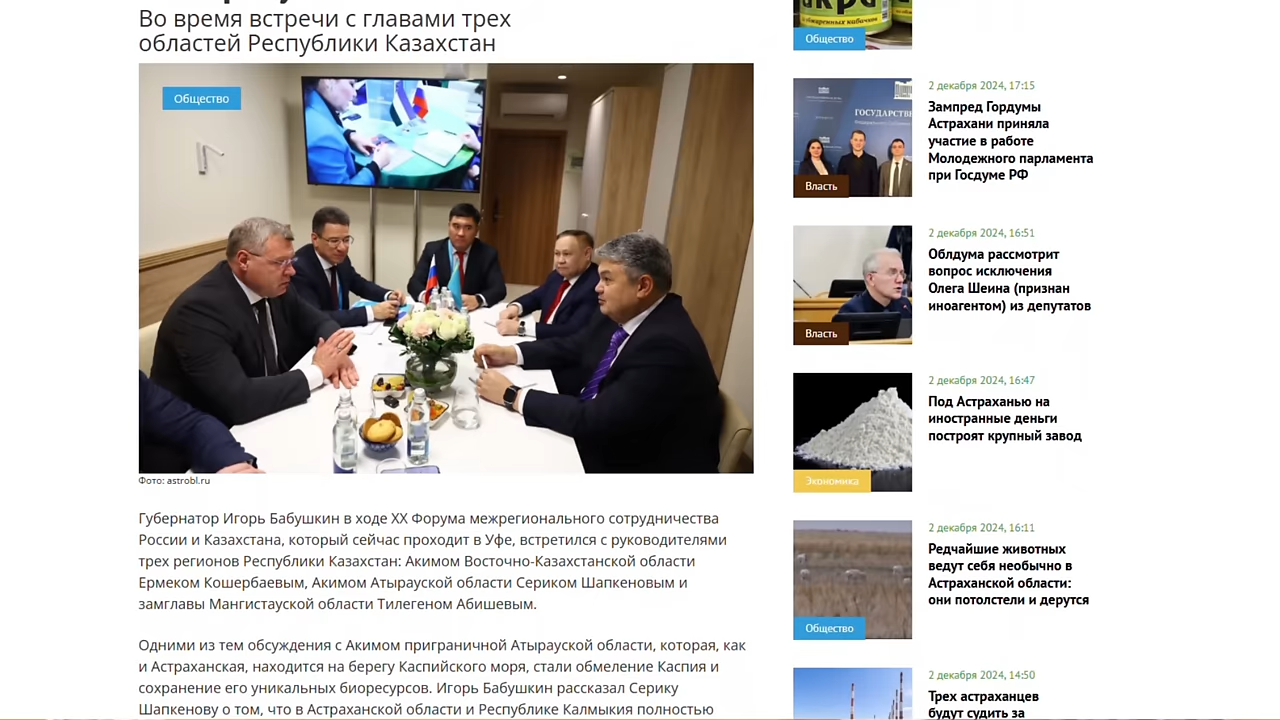 Во время встречи с главами трех
областей Республики Казахстан
Общество
Фото: astrobl.ru
Губернатор Игорь Бабушкин в ходе XX Форума межрегионального сотрудничества
России и Казахстана, который сейчас проходит в Уфе, встретился с руководителями
трех регионов Республики Казахстан: Акимом Восточно-Казахстанской области
Ермеком Кошербаевым, Акимом Атырауской области Сериком Шапкеновым и
замглавы Мангистауской области Тилегеном Абишевым.
Одними из тем обсуждения с Акимом приграничной Атырауской области, которая, как
и Астраханская, находится на берегу Каспийского моря, стали обмеление Каспия и
сохранение его уникальных биоресурсов. Игорь Бабушкин рассказал Серику
Шапкенову о том, что в Астраханской области и Республике Калмыкия полностью
икра
из обжаренных кабачков
Общество
2 декабря 2024, 17:15
Зампред Гордумы
Астрахани приняла
участие в работе
Молодежного парламента
при Госдуме РФ
ГОСУДАРСТВЕ
Власть
2 декабря 2024, 16:51
Облдума рассмотрит
вопрос исключения
Олега Шеина (признан
иноагентом) из депутатов
Власть
2 декабря 2024, 16:47
Под Астраханью на
иностранные деньги
построят крупный завод
Экономика
2 декабря 2024, 16:11
Редчайшие животных
ведут себя необычно в
Астраханской области:
они потолстели и дерутся
Общество
2 декабря 2024, 14:50
Трех астраханцев
будут судить за